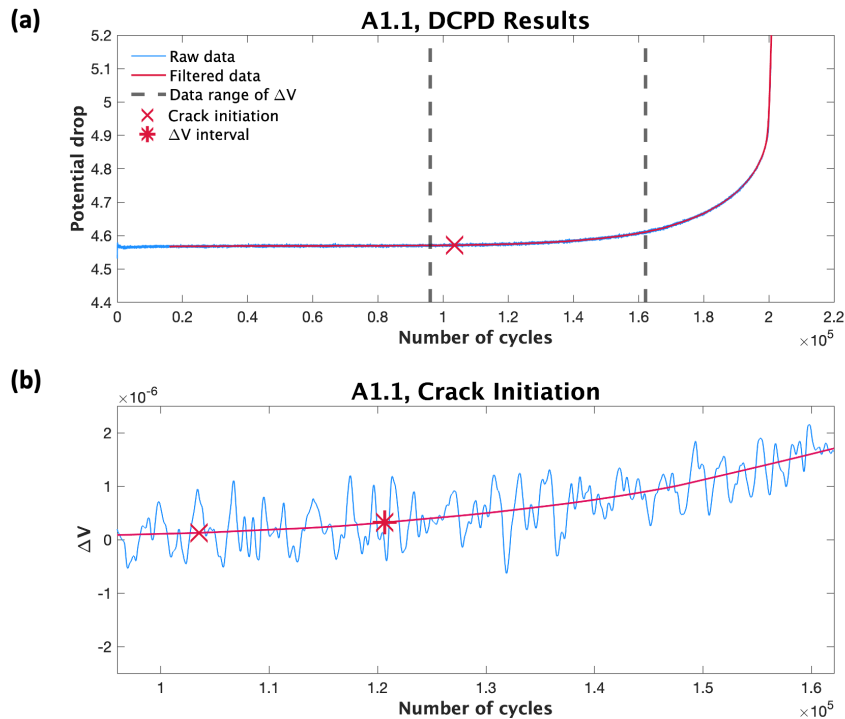 (a)
A1.1, DCPD Results
Potential drop
5.2
5.1
5
4.9
4.8
4.7
4.6
4.5
4.4
Raw data
Filtered data
Data range of ΔV
Crack initiation
ΔV interval
0 0.2 0.4 0.6 0.8 1 1.2 1.4 1.6 1.8 2 2.2
Number of cycles
×10⁵
(b)
A1.1, Crack Initiation
×10⁻⁶
ΔV
2
1
0
-1
-2
1 1.1 1.2 1.3 1.4 1.5 1.6
Number of cycles
×10⁵